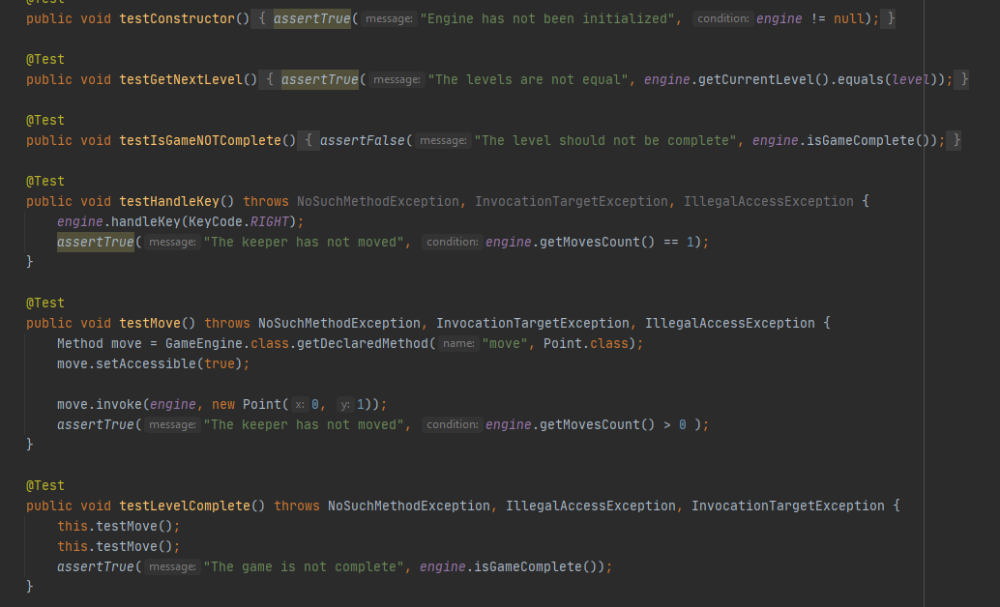 @Test
public void testConstructor() { assertTrue( message: "Engine has not been initialized", condition: engine != null); }
@Test
public void testGetNextLevel() { assertTrue( message: "The levels are not equal", engine.getCurrentLevel().equals(level)); }
@Test
public void testIsGameNOTComplete() { assertFalse( message: "The level should not be complete", engine.isGameComplete()); }
@Test
public void testHandleKey() throws NoSuchMethodException, InvocationTargetException, IllegalAccessException {
engine.handleKey(KeyCode.RIGHT);
assertTrue( message: "The keeper has not moved", condition: engine.getMovesCount() == 1);
}
@Test
public void testMove() throws NoSuchMethodException, InvocationTargetException, IllegalAccessException {
Method move = GameEngine.class.getDeclaredMethod( name: "move", Point.class);
move.setAccessible(true);
move.invoke(engine, new Point( x: 0, y: 1));
assertTrue( message: "The keeper has not moved", condition: engine.getMovesCount() > 0 );
}
@Test
public void testLevelComplete() throws NoSuchMethodException, IllegalAccessException, InvocationTargetException {
this.testMove();
this.testMove();
assertTrue( message: "The game is not complete", engine.isGameComplete());
}